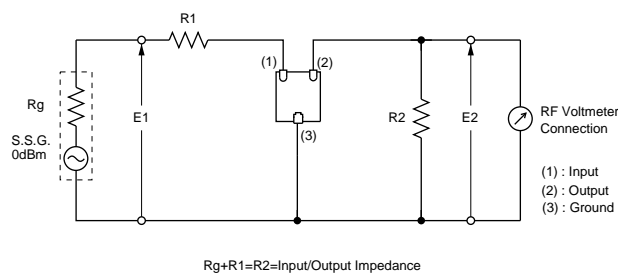 R1
(1)
(2)
Rg
E1
R2
E2
RF Voltmeter
Connection
S.S.G.
0dBm
(3)
(1) : Input
(2) : Output
(3) : Ground
Rg+R1=R2=Input/Output Impedance